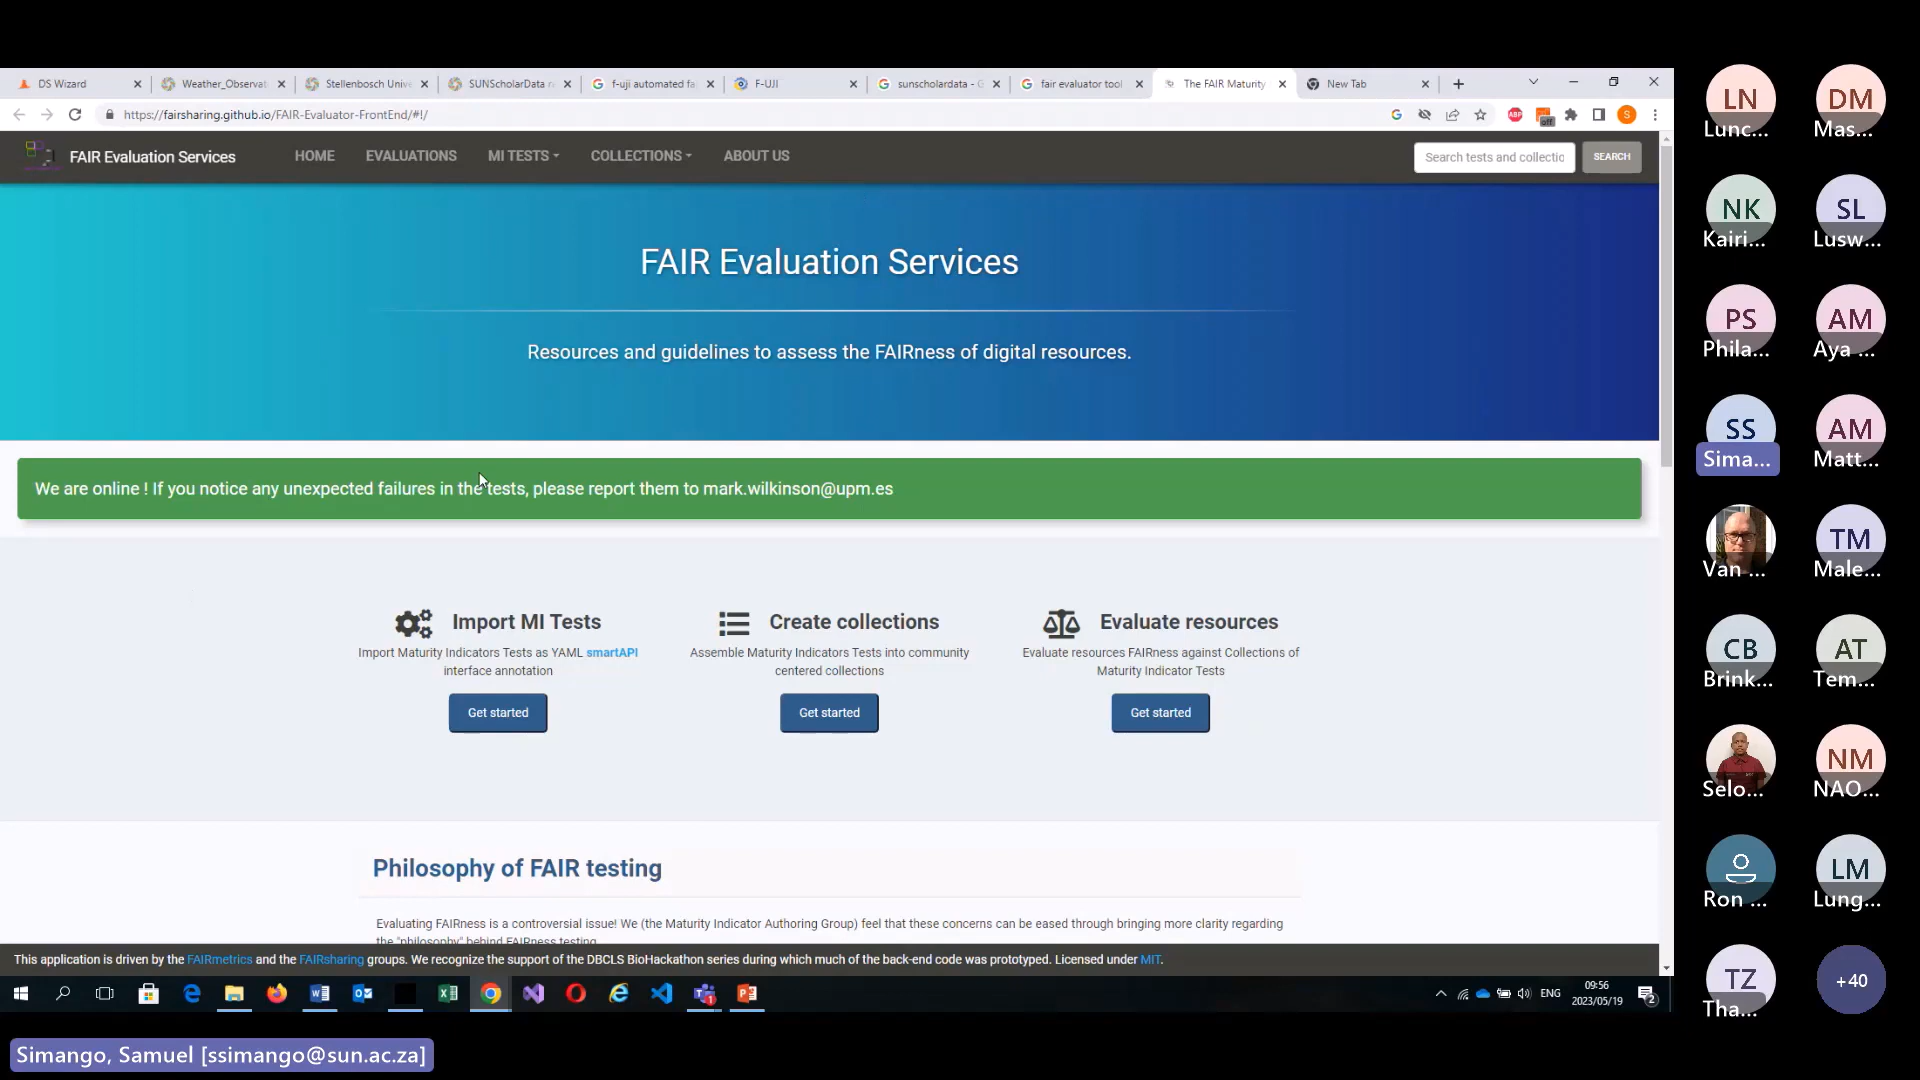 DS Wizard
Weather_Observat
Stellenbosch Unive
SUNScholarData re
f-uji automated fai
F-UJI
sunscholardata - G
fair evaluator tool
The FAIR Maturity
New Tab
https://fairsharing.github.io/FAIR-Evaluator-FrontEnd/#!/
ABP
off
S
FAIR Evaluation Services
HOME
EVALUATIONS
MI TESTS
COLLECTIONS
ABOUT US
Search tests and collectio
SEARCH
FAIR Evaluation Services
Resources and guidelines to assess the FAIRness of digital resources.
We are online ! If you notice any unexpected failures in the tests, please report them to mark.wilkinson@upm.es
Import MI Tests
Import Maturity Indicators Tests as YAML smartAPI
interface annotation
Get started
Create collections
Assemble Maturity Indicators Tests into community
centered collections
Get started
Evaluate resources
Evaluate resources FAIRness against Collections of
Maturity Indicator Tests
Get started
Philosophy of FAIR testing
Evaluating FAIRness is a controversial issue! We (the Maturity Indicator Authoring Group) feel that these concerns can be eased through bringing more clarity regarding
the "philosophy" behind FAIRness testing
This application is driven by the FAIRmetrics and the FAIRsharing groups. We recognize the support of the DBCLS BioHackathon series during which much of the back-end code was prototyped. Licensed under MIT.
ENG
09:56
2023/05/19
2
Simango, Samuel [ssimango@sun.ac.za]
LN
Lunc...
DM
Mas...
NK
Kairi...
SL
Lusw...
PS
Phila...
AM
Aya ...
SS
Sima...
AM
Matt...
Van ...
TM
Male...
CB
Brink...
AT
Tem...
Selo...
NM
NAO...
Ron ...
LM
Lung...
TZ
Tha...
+40